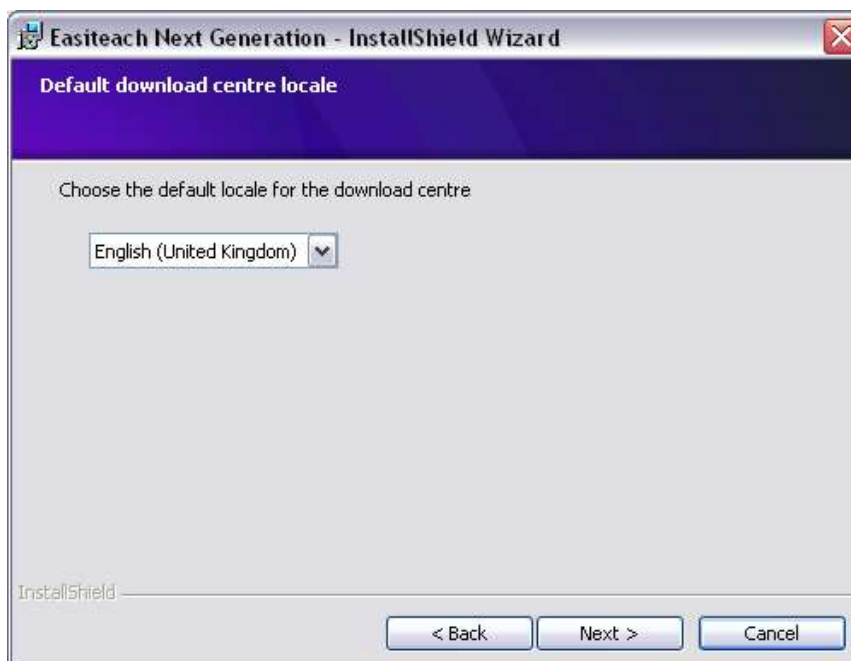 Easiteach Next Generation - InstallShield Wizard
Default download centre locale
Choose the default locale for the download centre
English (United Kingdom)
InstallShield
< Back Next > Cancel